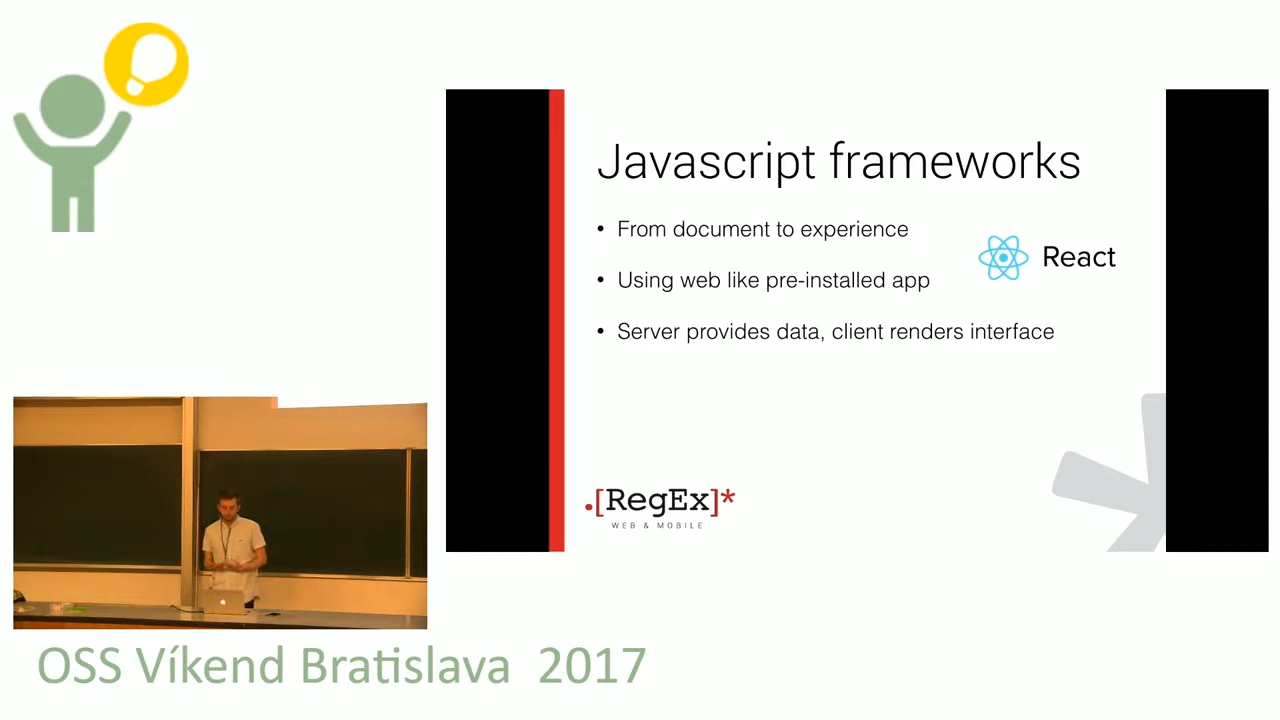 Javascript frameworks
• From document to experience
• Using web like pre-installed app
• Server provides data, client renders interface
React
.[RegEx]*
WEB & MOBILE
OSS Víkend Bratislava 2017